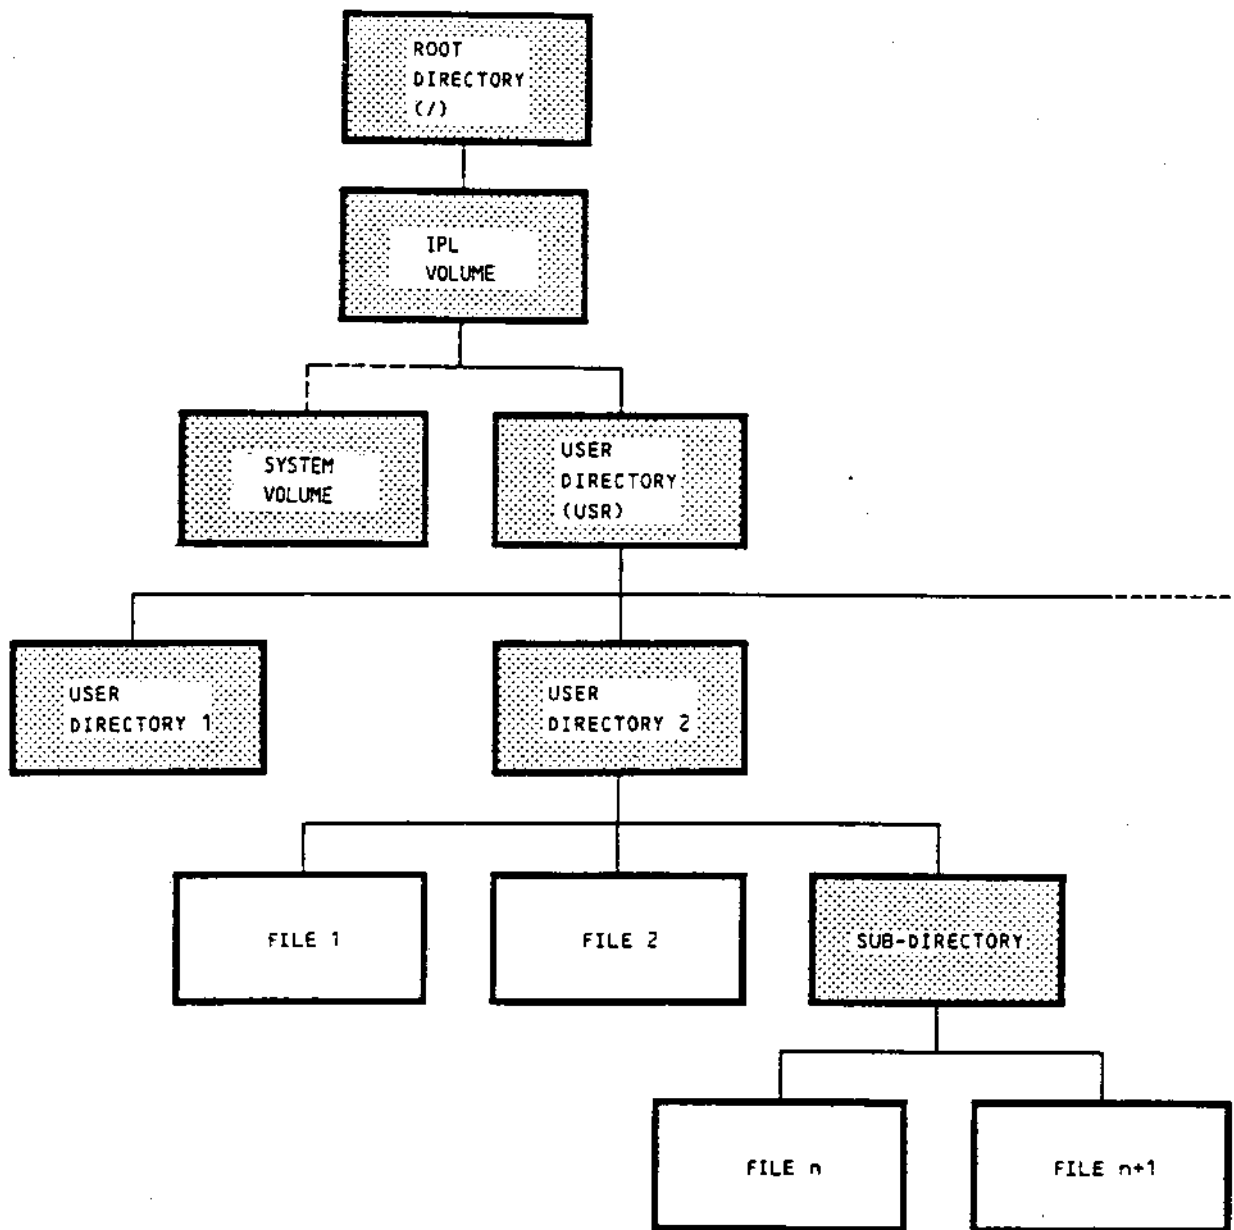 ROOT
DIRECTORY
(/)
IPL
VOLUME
SYSTEM
VOLUME
USER
DIRECTORY
(USR)
USER
DIRECTORY 1
USER
DIRECTORY 2
FILE 1
FILE 2
SUB-DIRECTORY
FILE n
FILE n+1